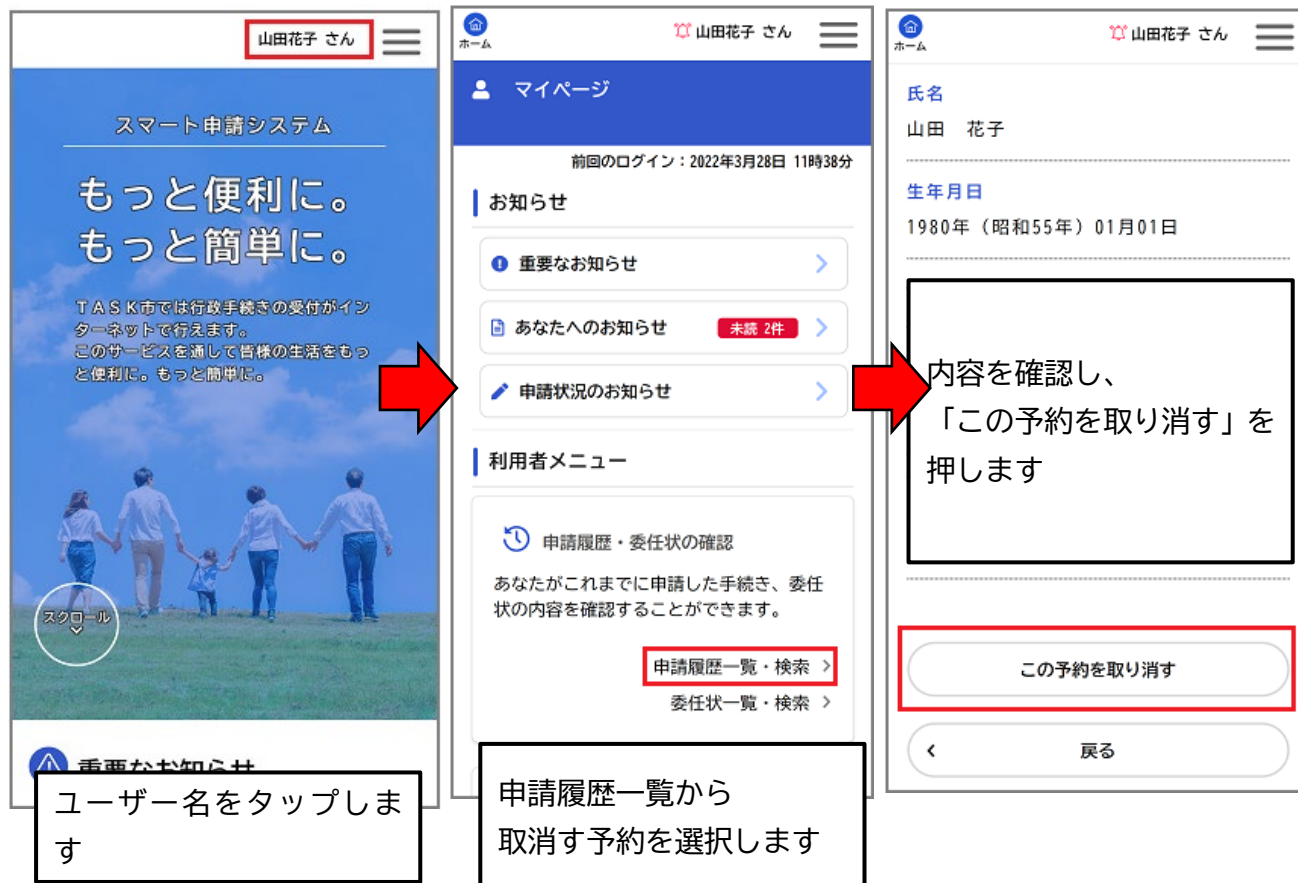 山田花子 さん
スマート申請システム
もっと便利に。
もっと簡単に。
TASK市では行政手続きの受付がイン
ターネットで行えます。
このサービスを通して皆様の生活をもっ
と便利に。もっと簡単に。
スクロール
重要なお知らせ
ユーザー名をタップしま
す
ホーム
山田花子 さん
マイページ
前回のログイン：2022年3月28日 11時38分
お知らせ
重要なお知らせ
あなたへのお知らせ 未読 2件
申請状況のお知らせ
利用者メニュー
申請履歴・委任状の確認
あなたがこれまでに申請した手続き、委任
状の内容を確認することができます。
申請履歴一覧・検索
委任状一覧・検索
申請履歴一覧から
取消す予約を選択します
ホーム
山田花子 さん
氏名
山田　花子
生年月日
1980年（昭和55年）01月01日
内容を確認し、
「この予約を取り消す」を
押します
この予約を取り消す
戻る